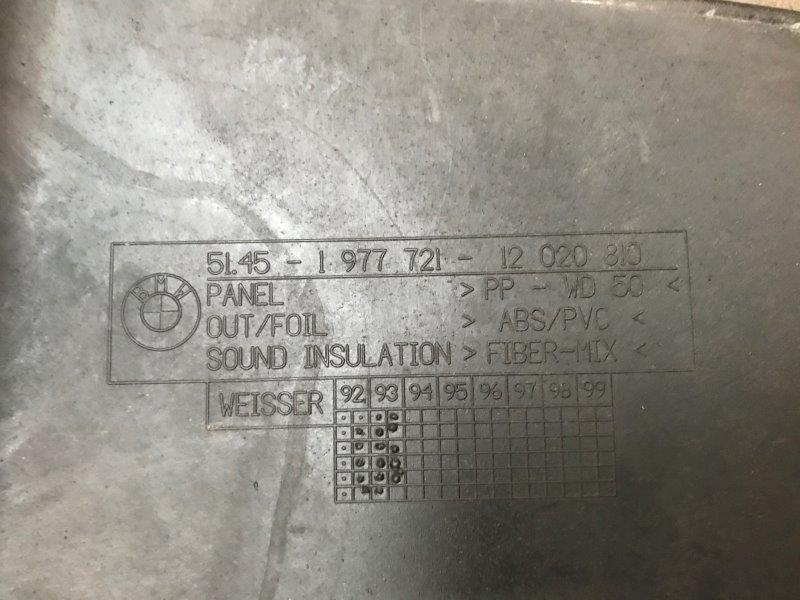 51.45 - 1 977 721 - 12 020 810
BMW
PANEL > PP - WD 50 <
OUT/FOIL > ABS/PVC <
SOUND INSULATION > FIBER-MIX <
WEISSER 92 93 94 95 96 97 98 99